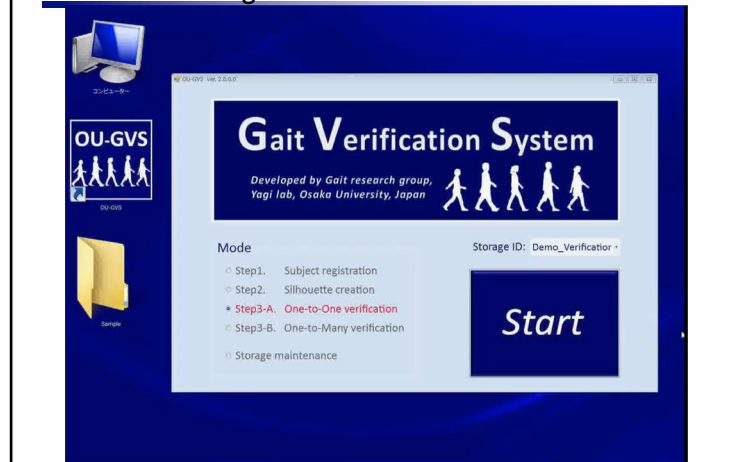 コンピューター
OU-GVS
OU-GVS
Sample
OU-GVS ver. 2.0.0.0
Gait Verification System
Developed by Gait research group,
Yagi lab, Osaka University, Japan
Mode
Step1. Subject registration
Step2. Silhouette creation
Step3-A. One-to-One verification
Step3-B. One-to-Many verification
Storage maintenance
Storage ID: Demo_Verification
Start